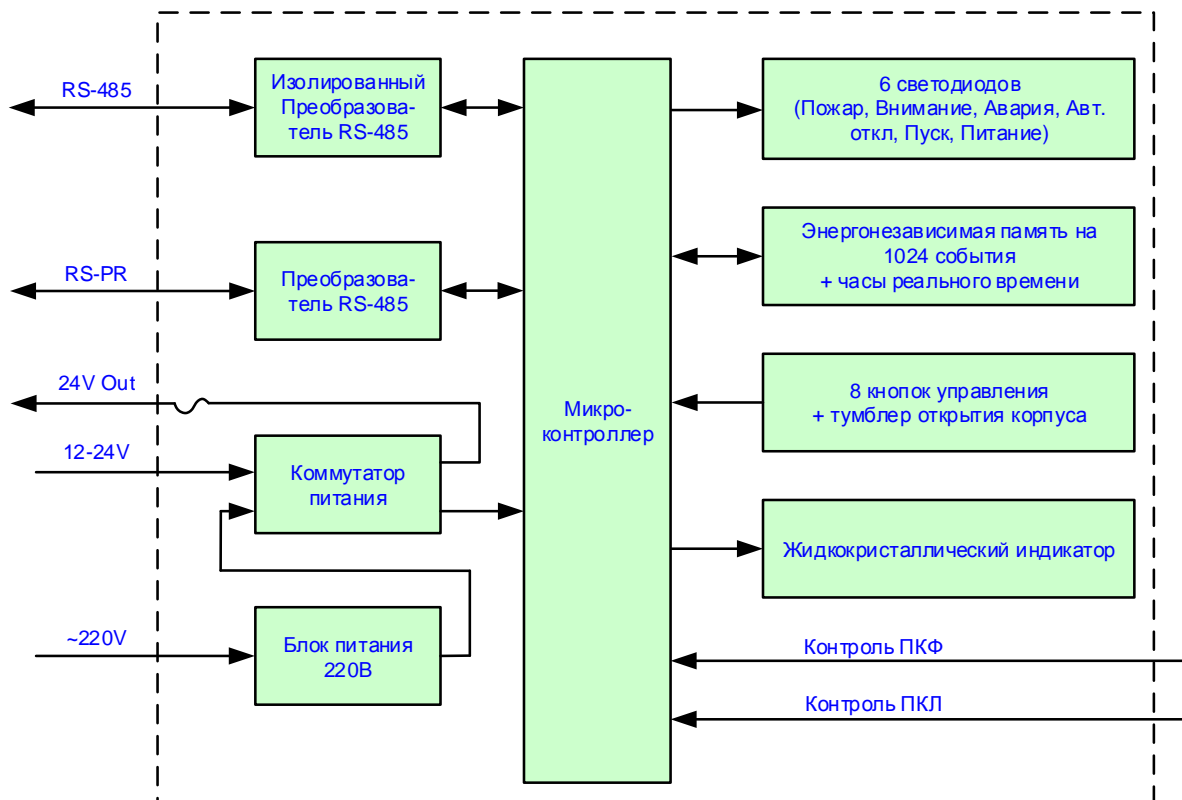 RS-485
Изолированный
Преобразова-
тель RS-485
RS-PR
Преобразова-
тель RS-485
24V Out
12-24V
Коммутатор
питания
~220V
Блок питания
220В
Микро-
контроллер
6 светодиодов
(Пожар, Внимание, Авария, Авт.
откл, Пуск, Питание)
Энергонезависимая память на
1024 события
+ часы реального времени
8 кнопок управления
+ тумблер открытия корпуса
Жидкокристаллический индикатор
Контроль ПКФ
Контроль ПКЛ